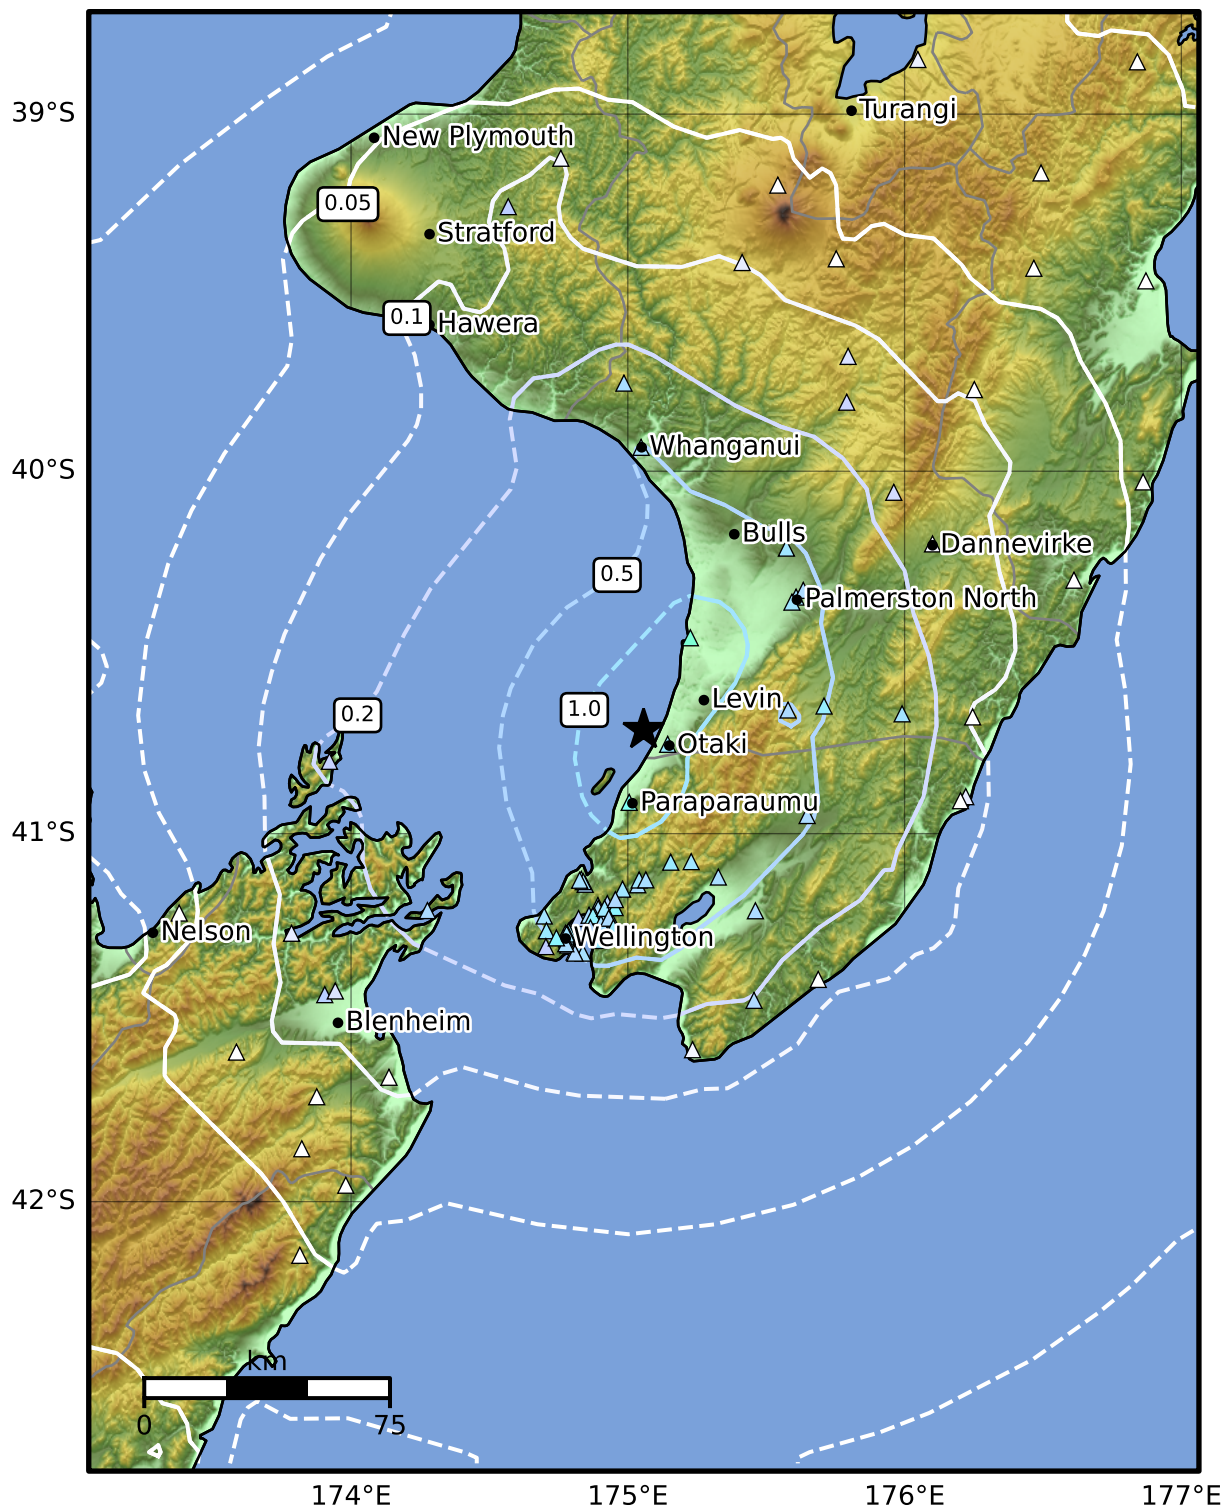 39°S
Turangi
New Plymouth
0.05
Stratford
0.1
Hawera
Whanganui
40°S
Bulls
Dannevirke
0.5
Palmerston North
Levin
1.0
0.2
Otaki
Paraparaumu
41°S
Nelson
Wellington
Blenheim
42°S
km
0
75
174°E
175°E
176°E
177°E